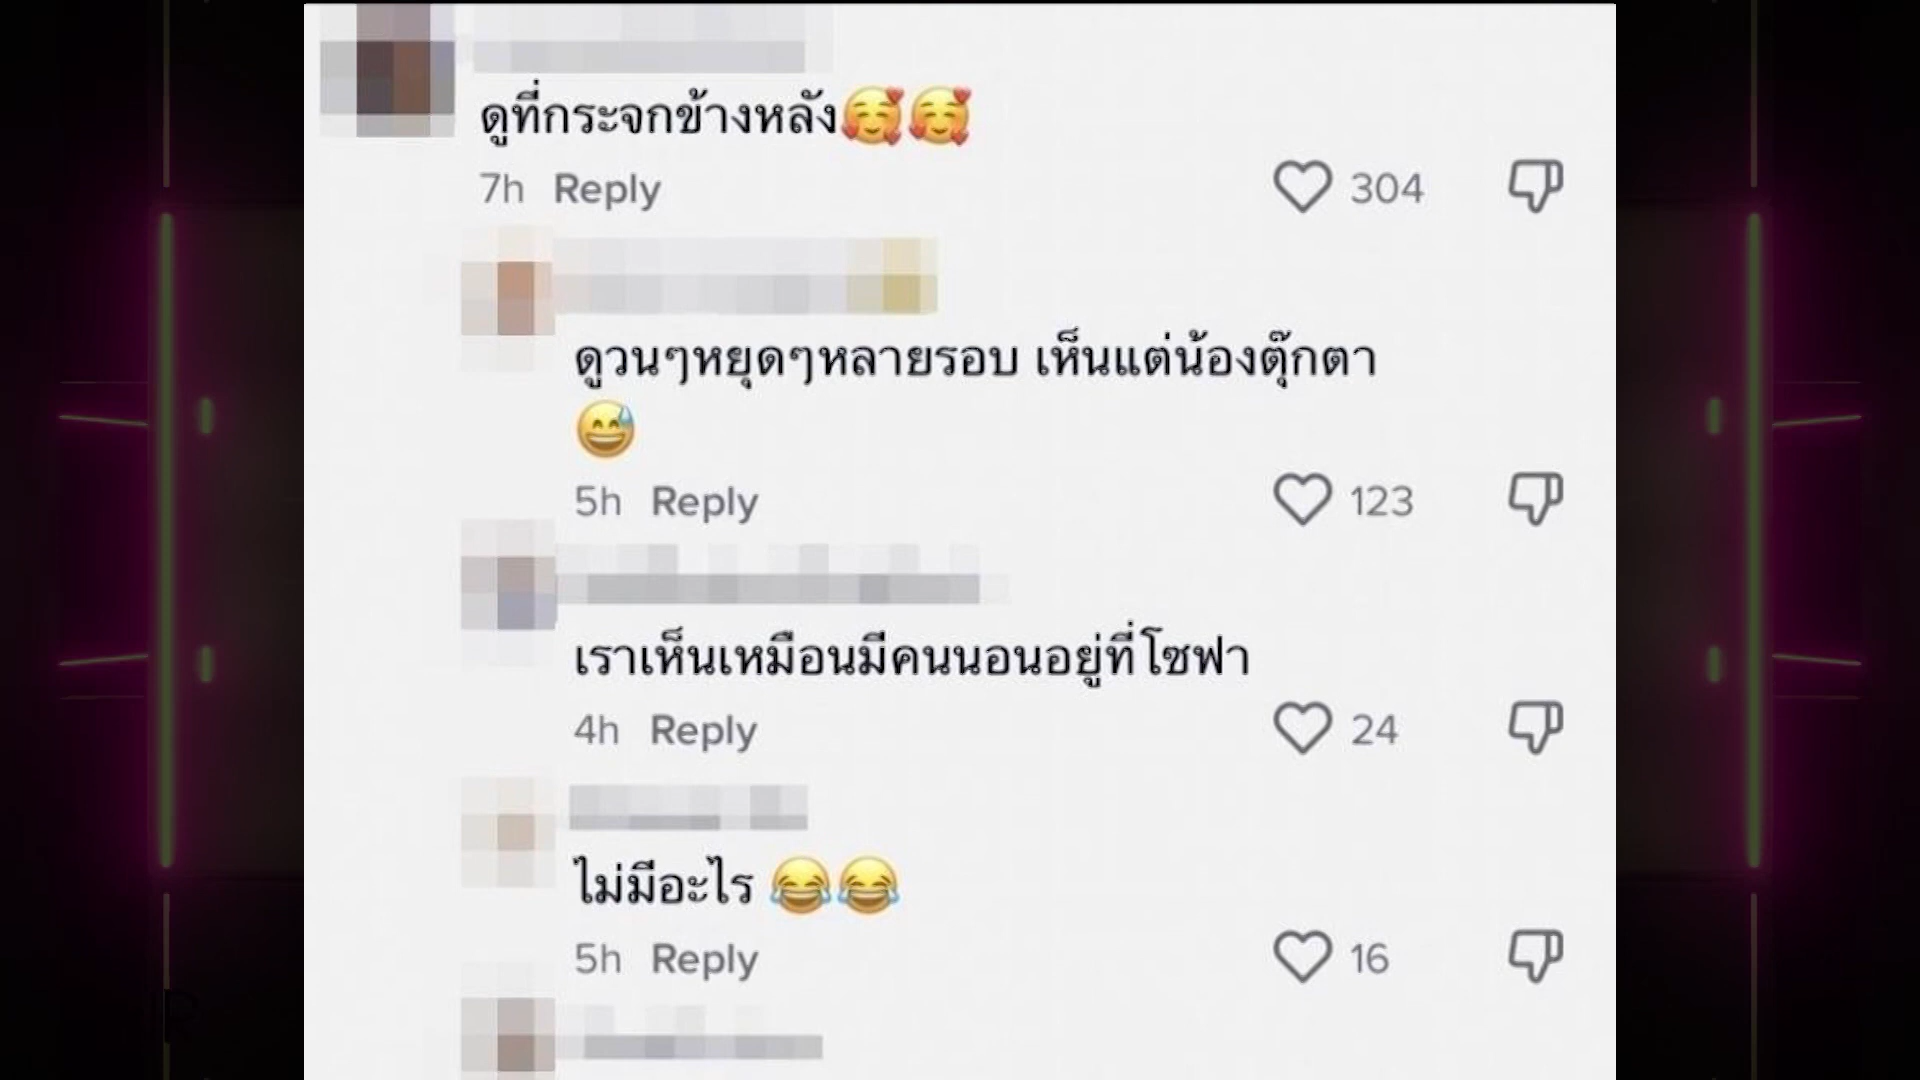 ดูที่กระจกข้างหลัง🥰🥰
7h Reply 304
ดูวนๆหยุดๆหลายรอบ เห็นแต่น้องตุ๊กตา
😅
5h Reply 123
เราเห็นเหมือนมีคนนอนอยู่ที่โซฟา
4h Reply 24
ไม่มีอะไร 😂😂
5h Reply 16